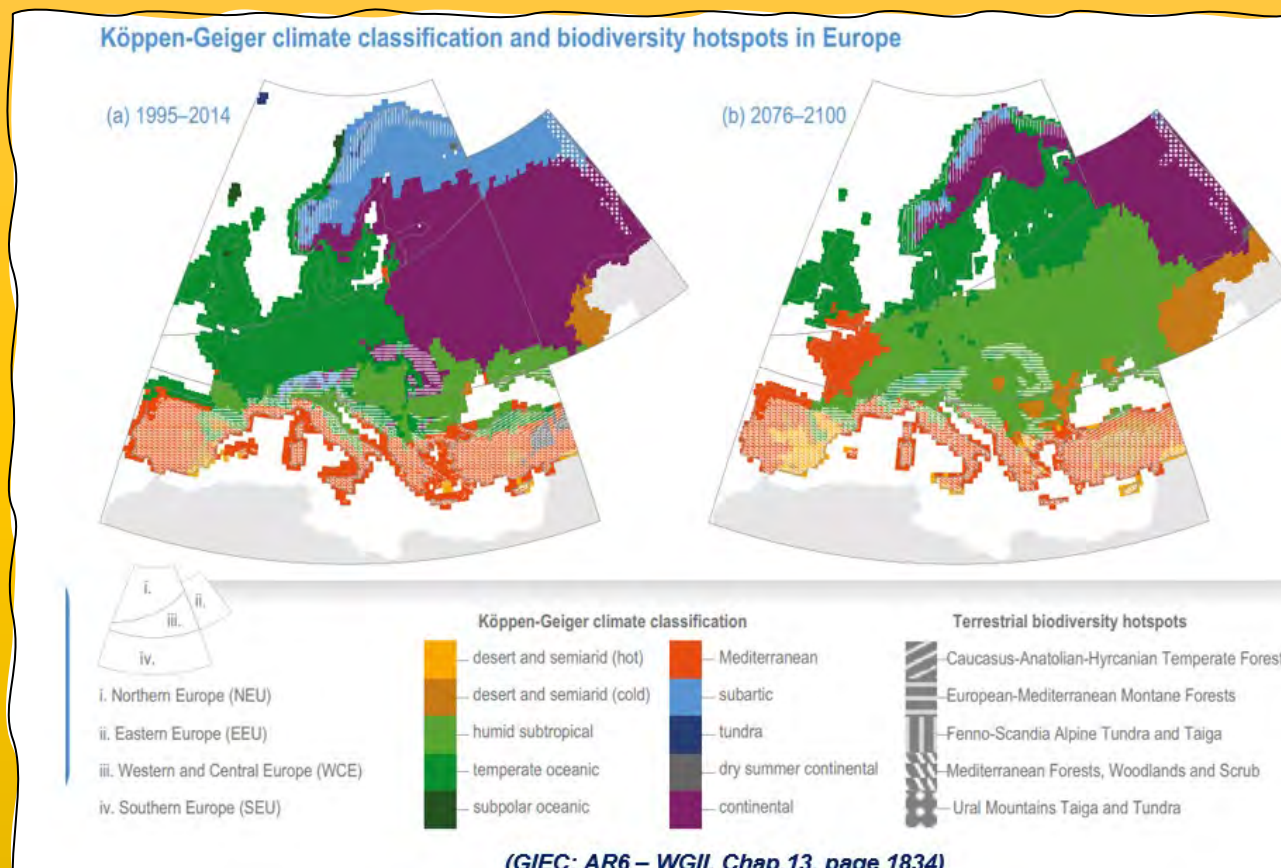 Köppen-Geiger climate classification and biodiversity hotspots in Europe
(a) 1995–2014
(b) 2076–2100
i.
ii.
iii.
iv.
i. Northern Europe (NEU)
ii. Eastern Europe (EEU)
iii. Western and Central Europe (WCE)
iv. Southern Europe (SEU)
Köppen-Geiger climate classification
desert and semiarid (hot)
desert and semiarid (cold)
humid subtropical
temperate oceanic
subpolar oceanic
Mediterranean
subartic
tundra
dry summer continental
continental
Terrestrial biodiversity hotspots
Caucasus-Anatolian-Hyrcanian Temperate Forest
European-Mediterranean Montane Forests
Fenno-Scandia Alpine Tundra and Taiga
Mediterranean Forests, Woodlands and Scrub
Ural Mountains Taiga and Tundra
(GIEC: AR6 – WGII, Chap 13, page 1834)